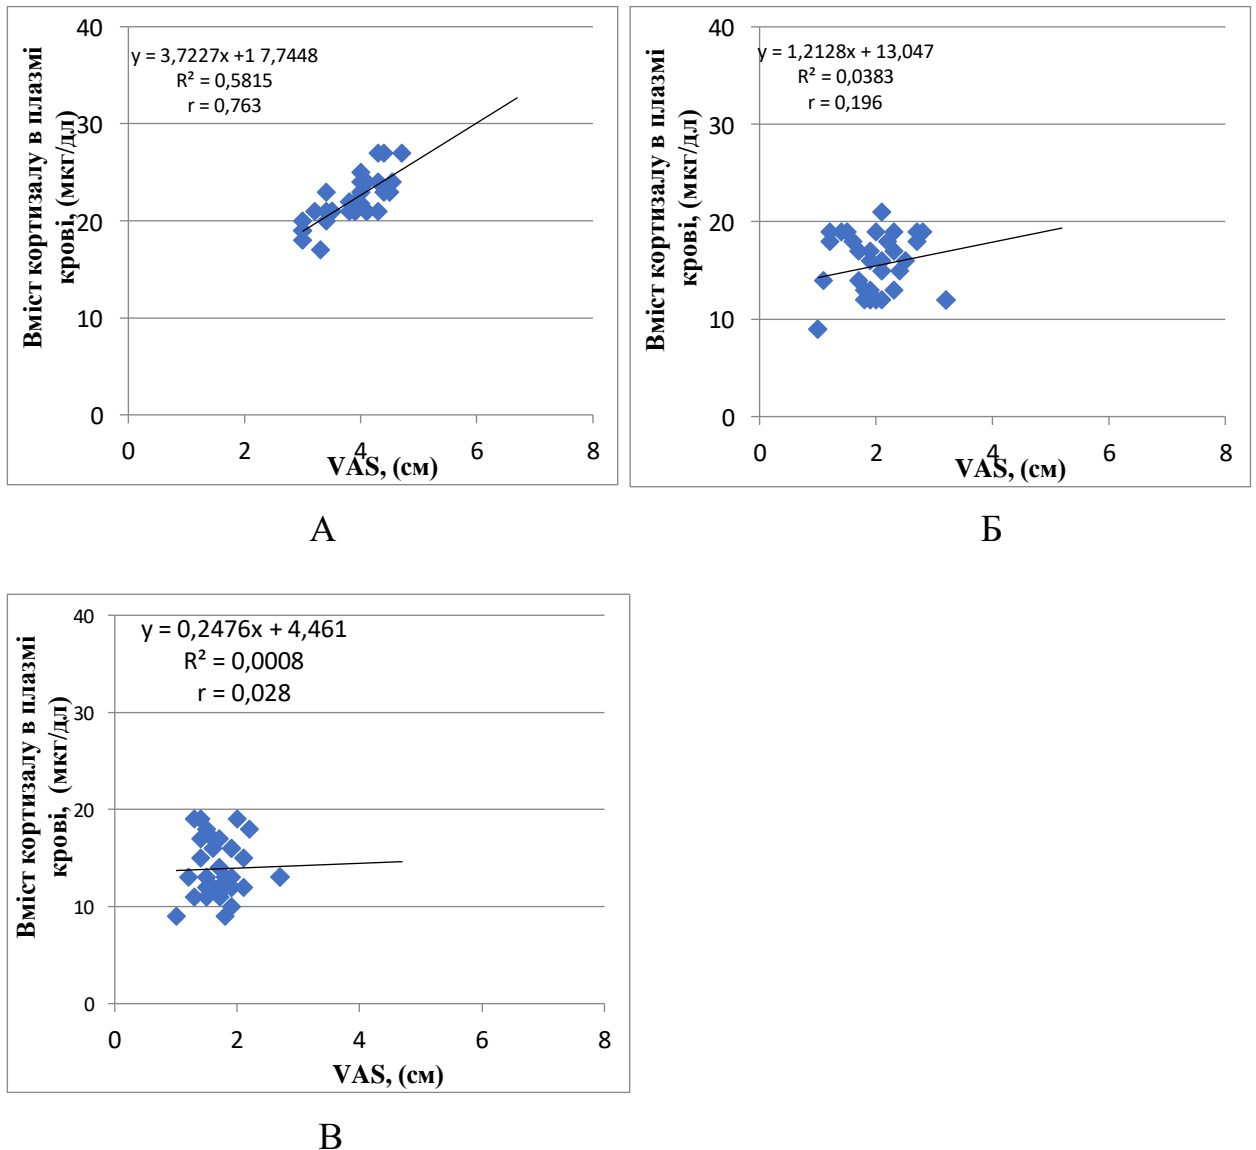 40
30
20
10
0
Вміст кортизалу в плазмі
крові, (мкг/дл)
y = 3,7227x +1 7,7448
R² = 0,5815
r = 0,763
0 2 4 6 8
VAS, (см)
А
40
30
20
10
0
Вміст кортизалу в плазмі
крові, (мкг/дл)
y = 1,2128x + 13,047
R² = 0,0383
r = 0,196
0 2 4 6 8
VAS, (см)
Б
40
30
20
10
0
Вміст кортизалу в плазмі
крові, (мкг/дл)
y = 0,2476x + 4,461
R² = 0,0008
r = 0,028
0 2 4 6 8
VAS, (см)
В